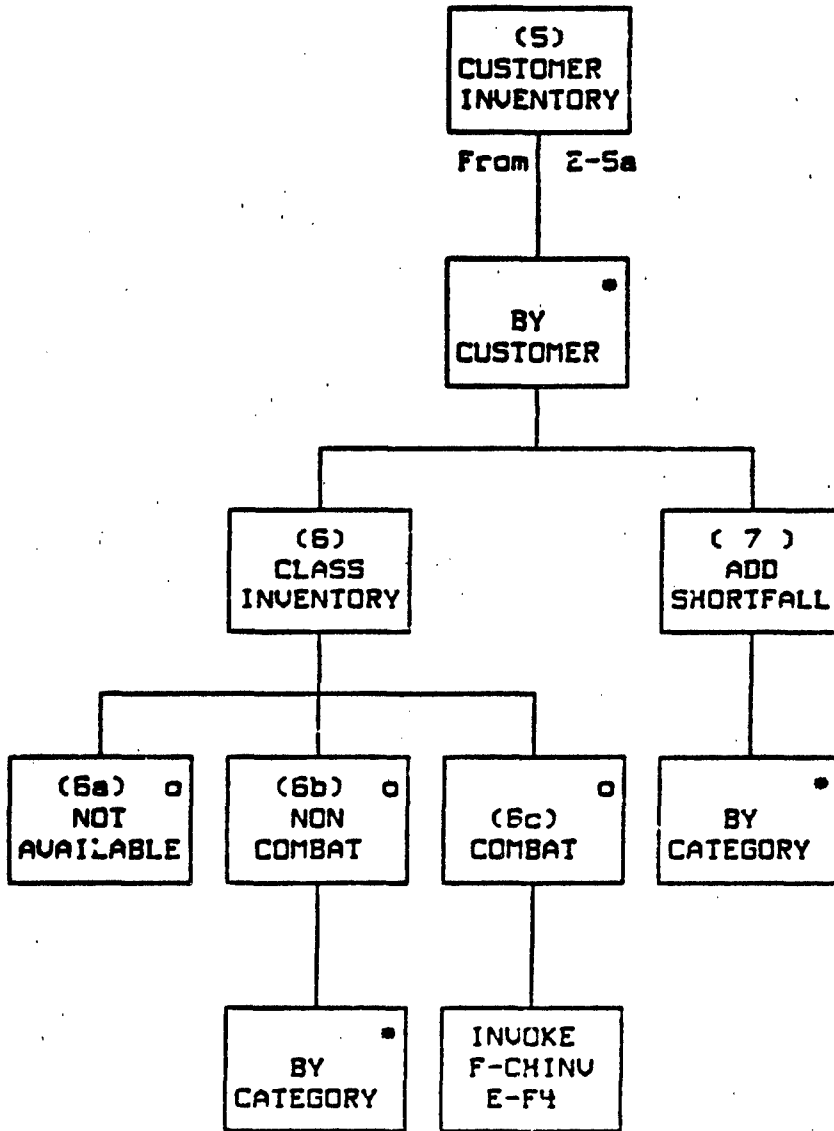 (5)
CUSTOMER
INVENTORY
From E-5a
*
BY
CUSTOMER
(6)
CLASS
INVENTORY
( 7 )
ADD
SHORTFALL
(6a) o
NOT
AVAILABLE
(6b) o
NON
COMBAT
o
(6c)
COMBAT
*
BY
CATEGORY
*
BY
CATEGORY
INVOKE
F-CHINV
E-F4